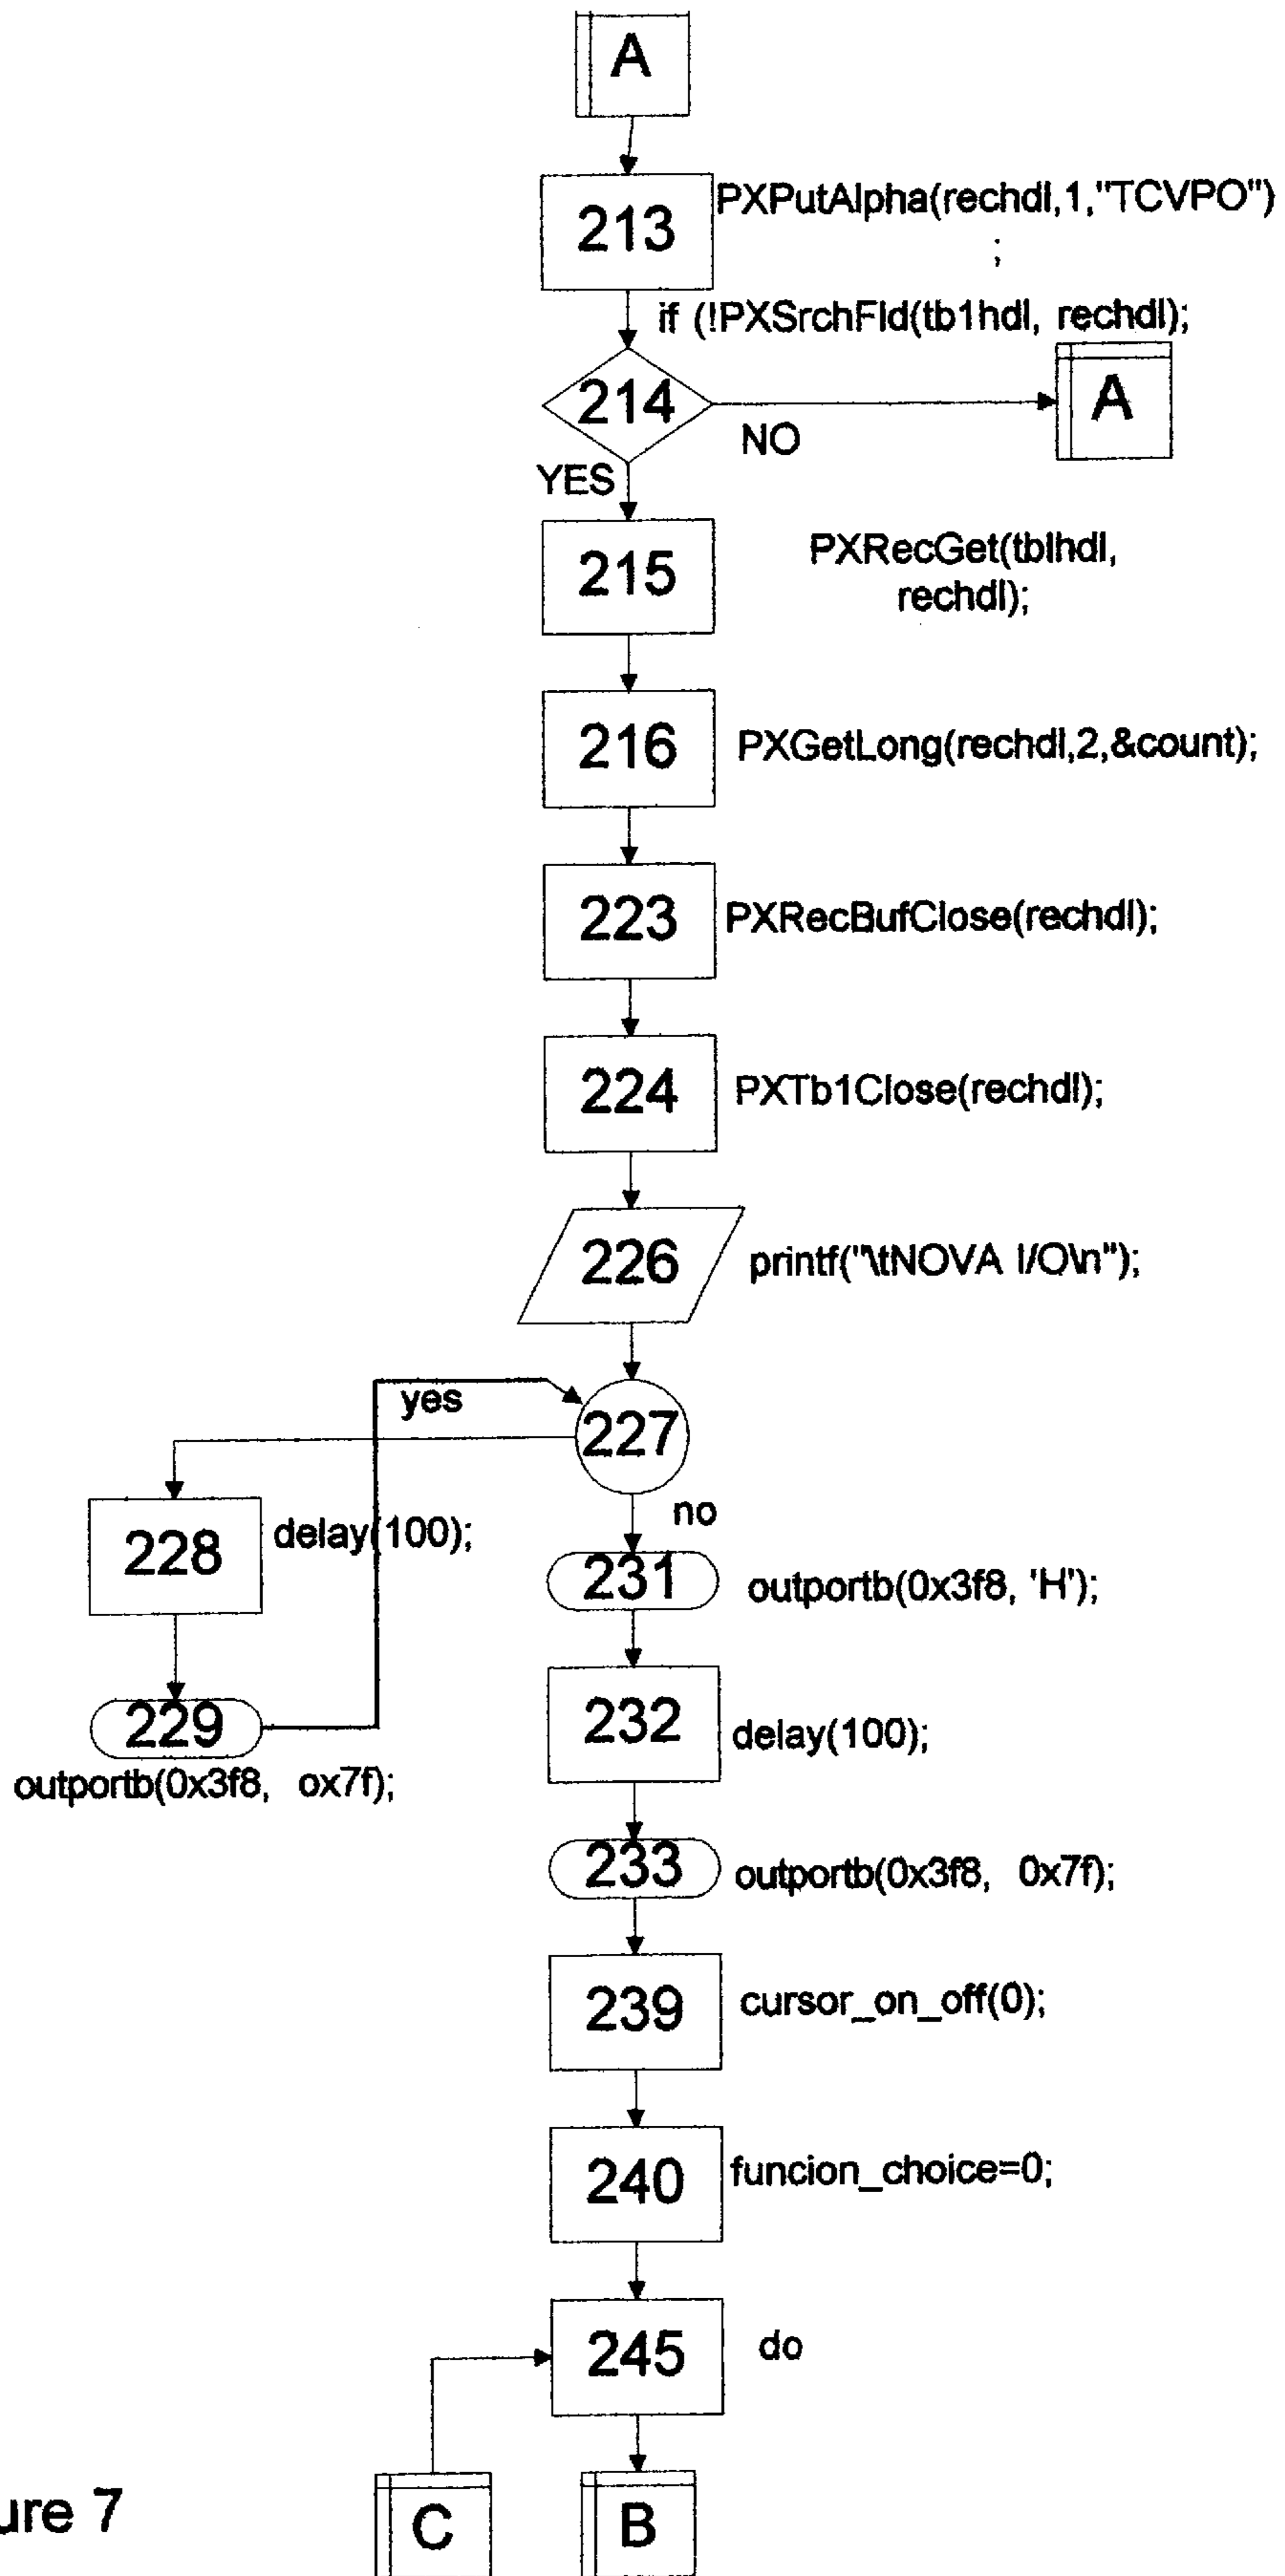 A
213
PXPutAlpha(rechdl,1,"TCVPO")
;
if (!PXSrchFld(tb1hdl, rechdl);
214
A
NO
YES
215
PXRecGet(tblhdl,
rechdl);
216
PXGetLong(rechdl,2,&count);
223
PXRecBufClose(rechdl);
224
PXTb1Close(rechdl);
226
printf("\tNOVA I/O\n");
yes
227
no
228
delay(100);
231
outportb(0x3f8, 'H');
229
outportb(0x3f8, ox7f);
232
delay(100);
233
outportb(0x3f8, 0x7f);
239
cursor_on_off(0);
240
funcion_choice=0;
245
do
C
B
ure 7